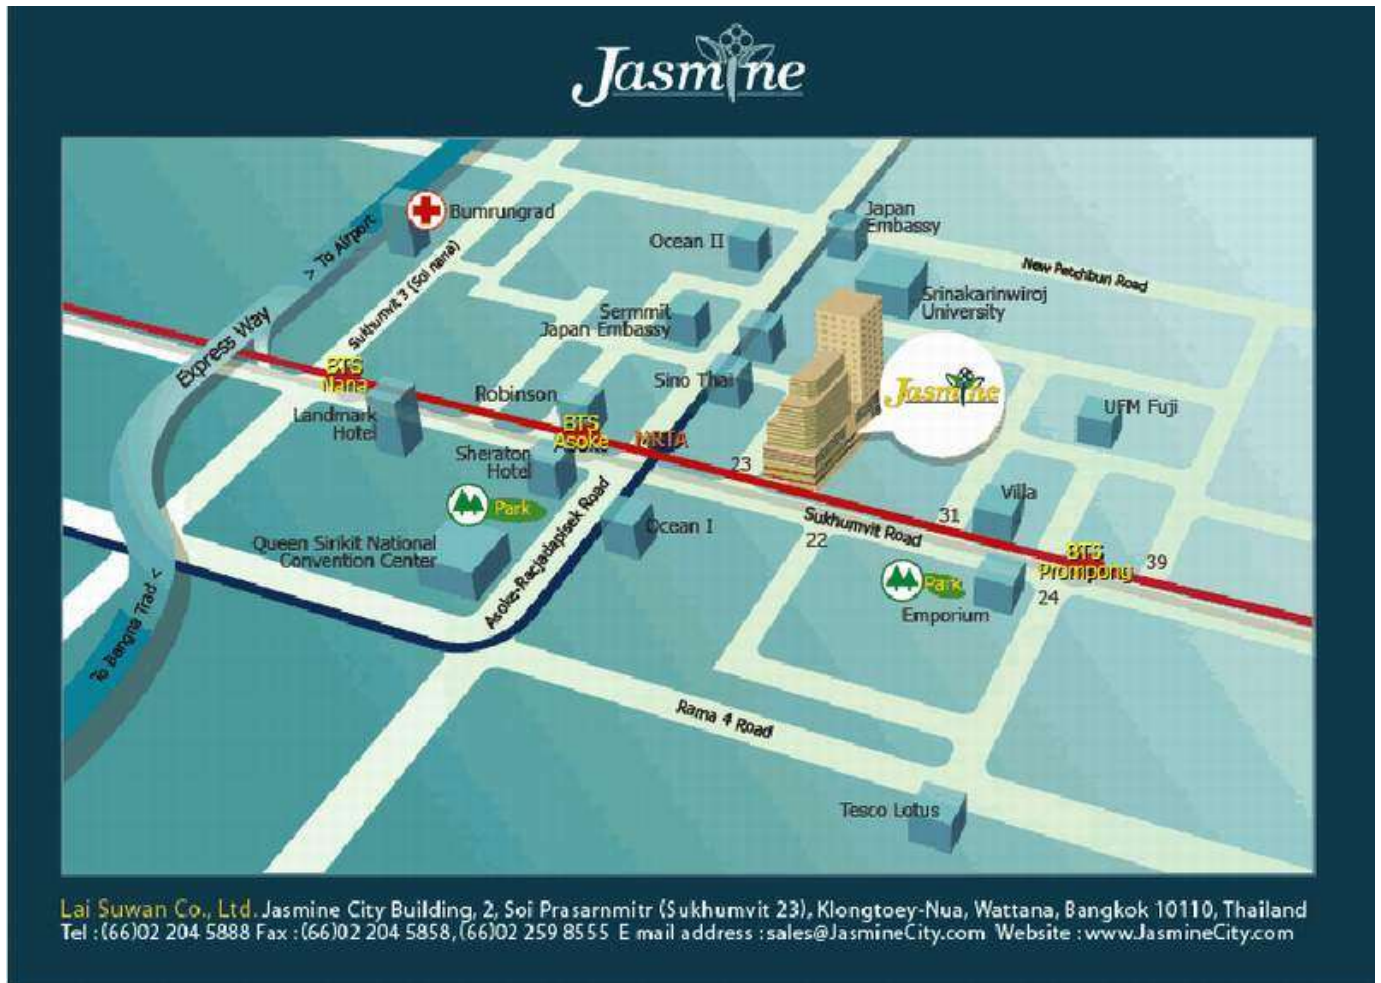 Jasmine
Bumrungrad
Japan
Embassy
Ocean II
> To Airport
Sukhumvit 3 (Soi nana)
New Petchburi Road
Srinakarinwiroj
University
Sermmit
Japan Embassy
Express Way
BTS
Nana
Sino Thai
Jasmine
Robinson
UFM Fuji
Landmark
Hotel
BTS
Asoke
MRTA
Sheraton
Hotel
23
Park
Villa
31
Sukhumvit Road
22
Ocean I
Queen Sirikit National
Convention Center
Asoke-Racjadapisek Road
BTS
Prompong
39
Park
24
Emporium
To Bangna Trad <
Rama 4 Road
Tesco Lotus
Lai Suwan Co., Ltd. Jasmine City Building, 2, Soi Prasarnmitr (Sukhumvit 23), Klongtoey-Nua, Wattana, Bangkok 10110, Thailand
Tel :(66)02 204 5888 Fax :(66)02 204 5858, (66)02 259 8555 E mail address :sales@JasmineCity.com Website :www.JasmineCity.com